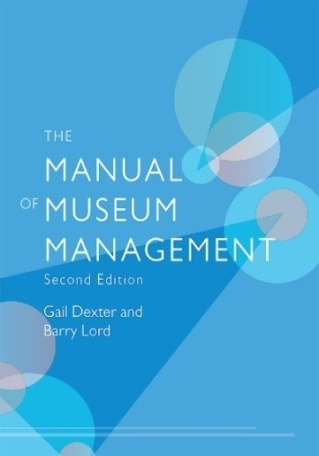 THE
MANUAL
OF MUSEUM
MANAGEMENT
Second Edition
Gail Dexter and
Barry Lord